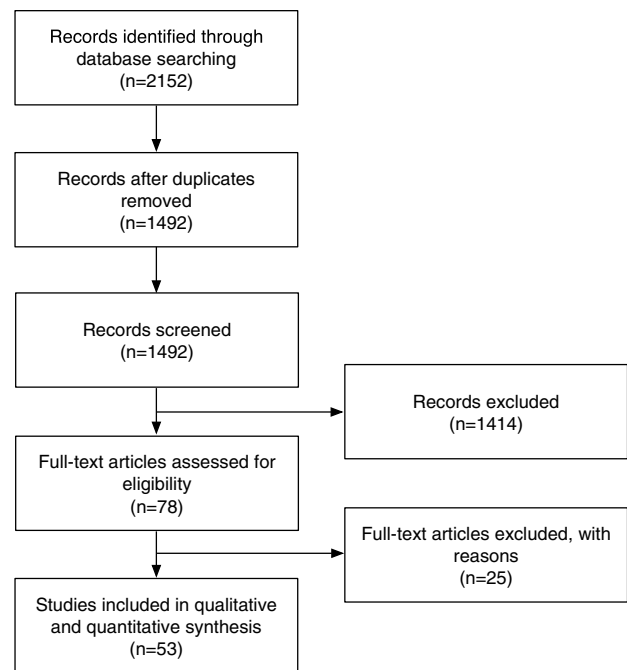 Records identified through
database searching
(n=2152)
Records after duplicates
removed
(n=1492)
Records screened
(n=1492)
Records excluded
(n=1414)
Full-text articles assessed for
eligibility
(n=78)
Full-text articles excluded, with
reasons
(n=25)
Studies included in qualitative
and quantitative synthesis
(n=53)